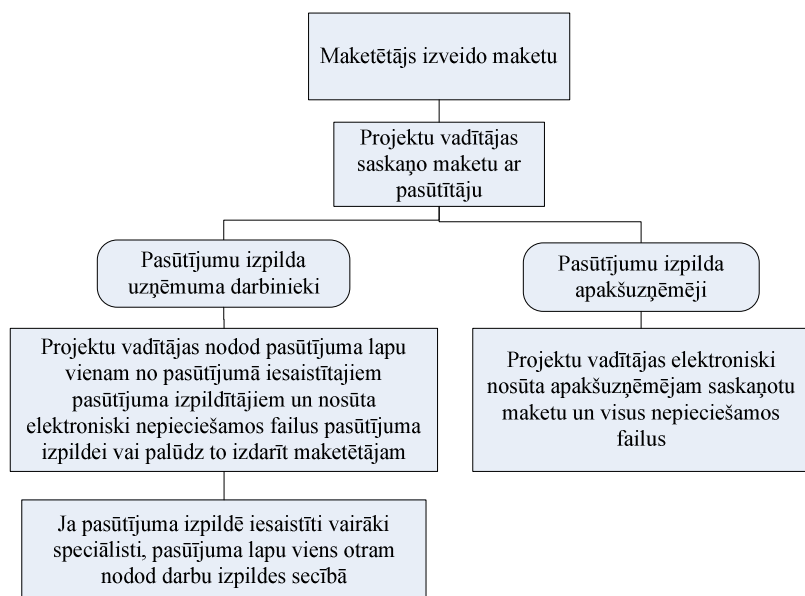 Maketētājs izveido maketu
Projektu vadītājas
saskaņo maketu ar
pasūtītāju
Pasūtījumu izpilda
uzņēmuma darbinieki
Pasūtījumu izpilda
apakšuzņēmēji
Projektu vadītājas nodod pasūtījuma lapu
vienam no pasūtījumā iesaistītajiem
pasūtījuma izpildītājiem un nosūta
elektroniski nepieciešamos failus pasūtījuma
izpildei vai palūdz to izdarīt maketētājam
Projektu vadītājas elektroniski
nosūta apakšuzņēmējam saskaņotu
maketu un visus nepieciešamos
failus
Ja pasūtījuma izpildē iesaistīti vairāki
speciālisti, pasūījuma lapu viens otram
nodod darbu izpildes secībā